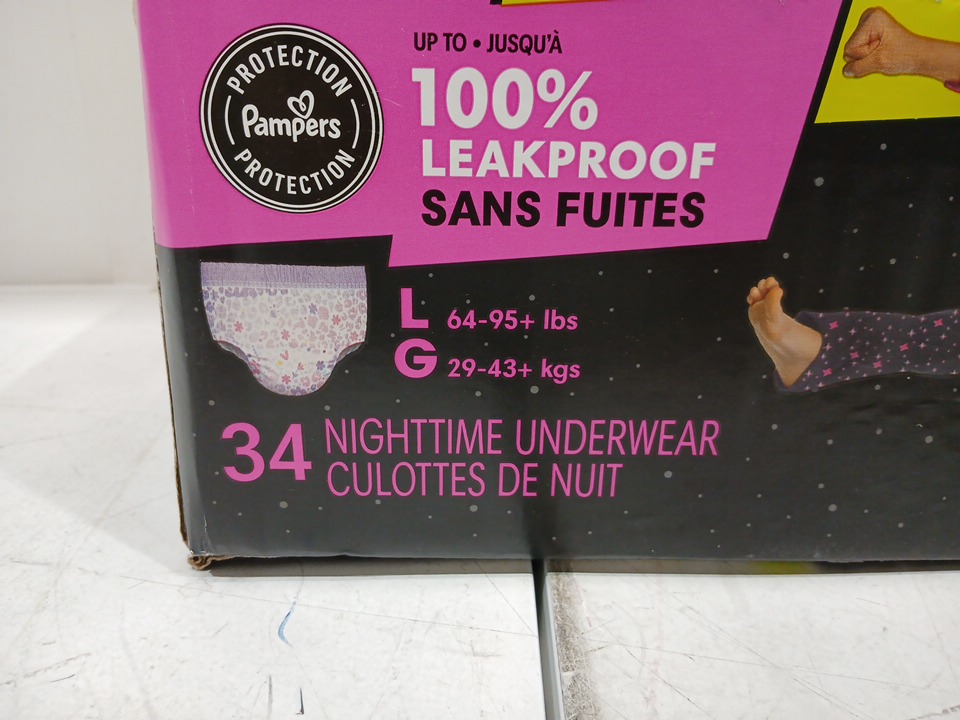 PROTECTION
Pampers
PROTECTION
UP TO • JUSQU'À
100%
LEAKPROOF
SANS FUITES
L 64-95+ lbs
G 29-43+ kgs
34 NIGHTTIME UNDERWEAR
CULOTTES DE NUIT